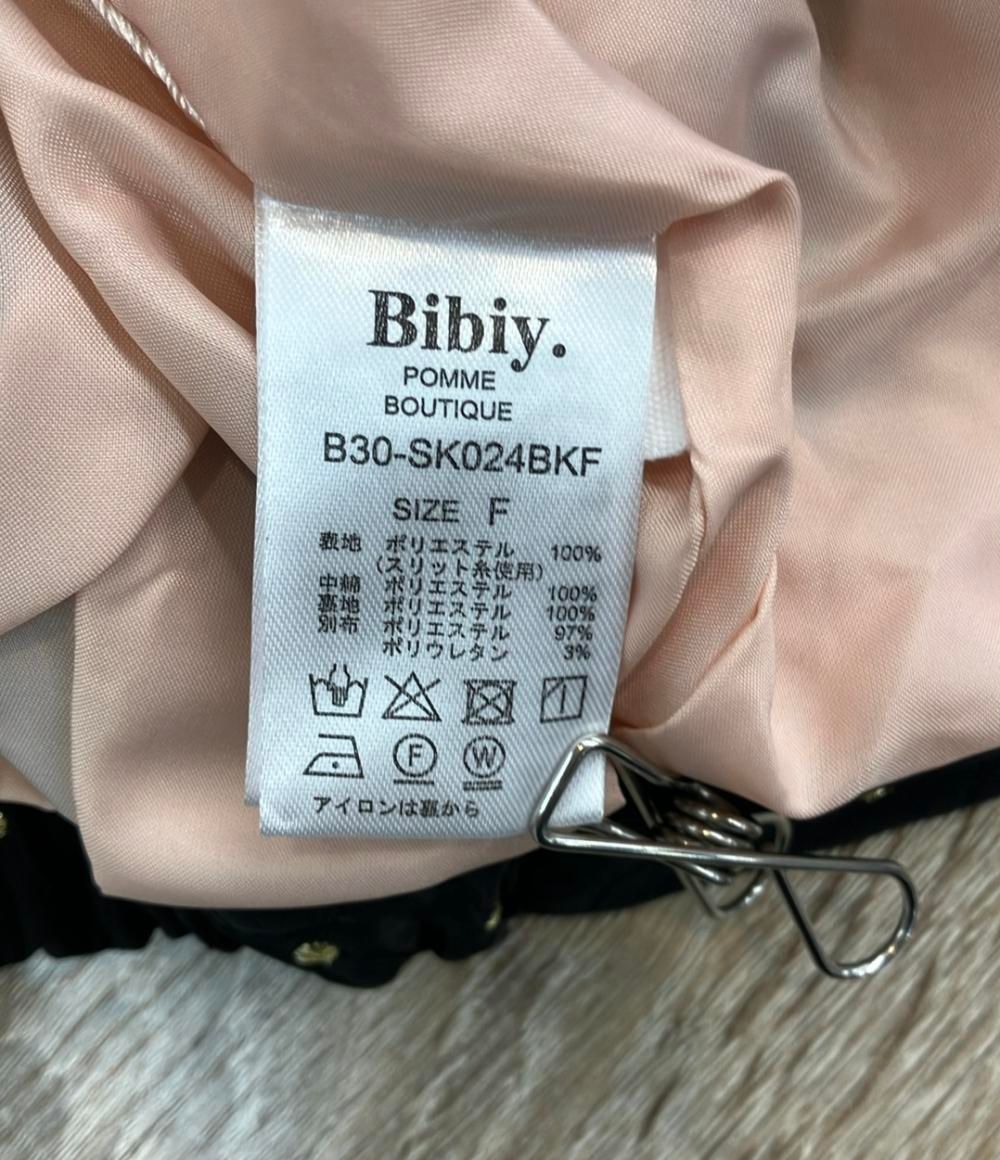 Bibiy.
POMME
BOUTIQUE
B30-SK024BKF
SIZE F
表地 ポリエステル 100%
(スリット糸使用)
中綿 ポリエステル 100%
裏地 ポリエステル 100%
別布 ポリエステル 97%
ポリウレタン 3%
F W
アイロンは裏から